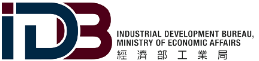 IDB
INDUSTRIAL DEVELOPMENT BUREAU,
MINISTRY OF ECONOMIC AFFAIRS
經濟部工業局